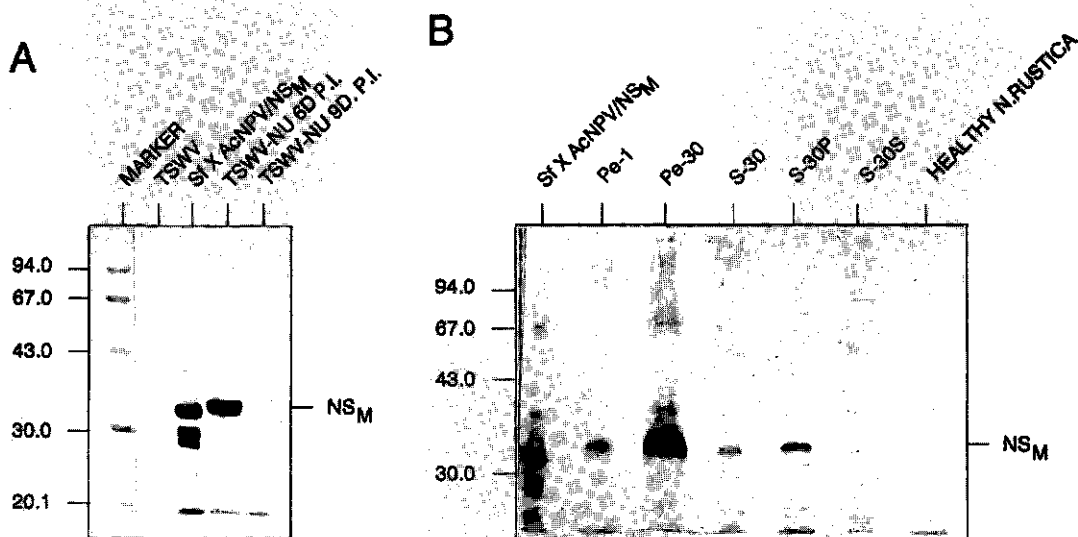 A
MARKER
TSWV
Sf X AcNPV/NSM
TSWV-NU 6D P.I.
TSWV-NU 9D. P.I.
94.0
67.0
43.0
30.0
20.1
NSM
B
Sf X AcNPV/NSM
Pe-1
Pe-30
S-30
S-30P
S-30S
HEALTHY N.RUSTICA
94.0
67.0
43.0
30.0
NSM